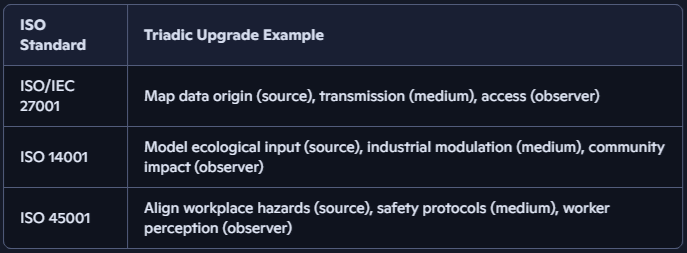 ISO
Standard
Triadic Upgrade Example
ISO/IEC
27001
Map data origin (source), transmission (medium), access (observer)
ISO 14001
Model ecological input (source), industrial modulation (medium), community
impact (observer)
ISO 45001
Align workplace hazards (source), safety protocols (medium), worker
perception (observer)